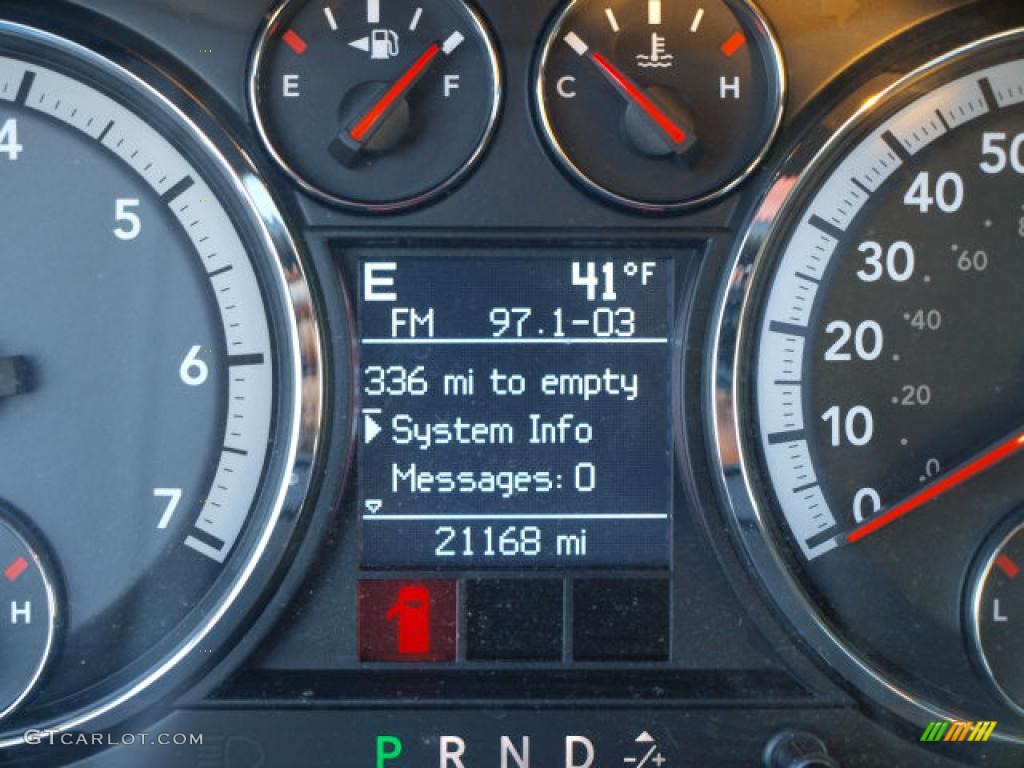 E F
C H
4
5
6
7
H
E 41°F
FM 97.1-03
336 mi to empty
System Info
Messages: 0
21168 mi
50
40
30
20
10
0
60
40
20
0
L
P R N D -/+
GTCARLOT.COM